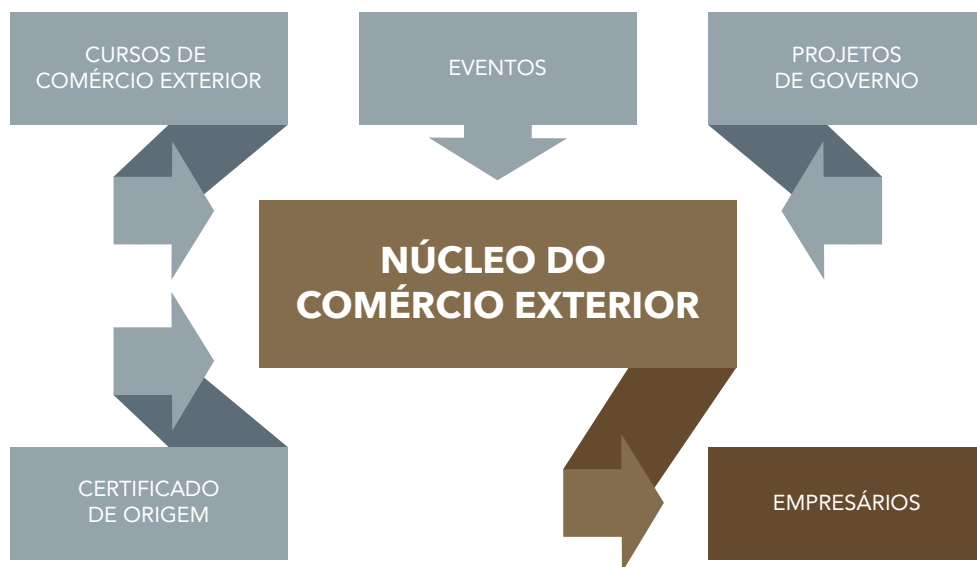 CURSOS DE
COMÉRCIO EXTERIOR
EVENTOS
PROJETOS
DE GOVERNO
NÚCLEO DO
COMÉRCIO EXTERIOR
CERTIFICADO
DE ORIGEM
EMPRESÁRIOS